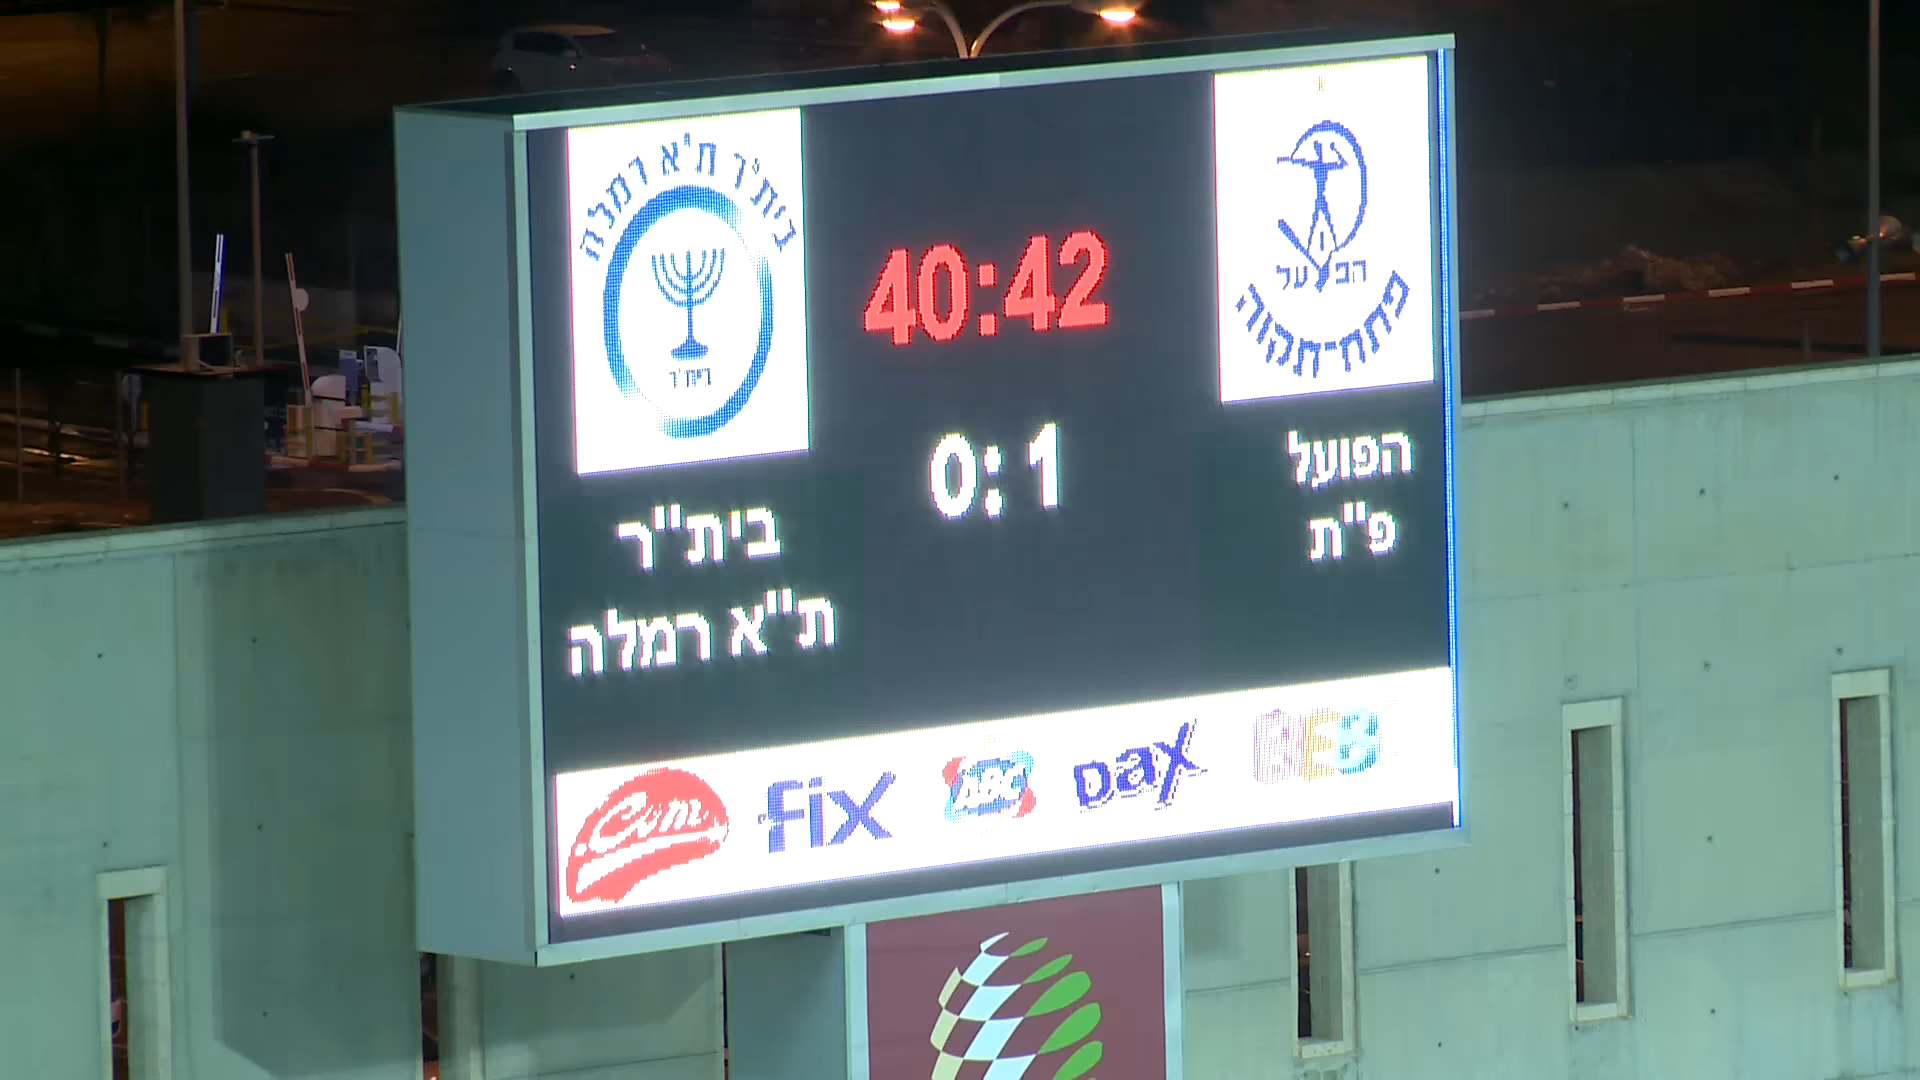 בית"ר ת"א רמלה
בית"ר
40:42
הפועל
פתח-תקוה
0:1
בית"ר
ת"א רמלה
הפועל
פ"ת
fix
ABC
Dax